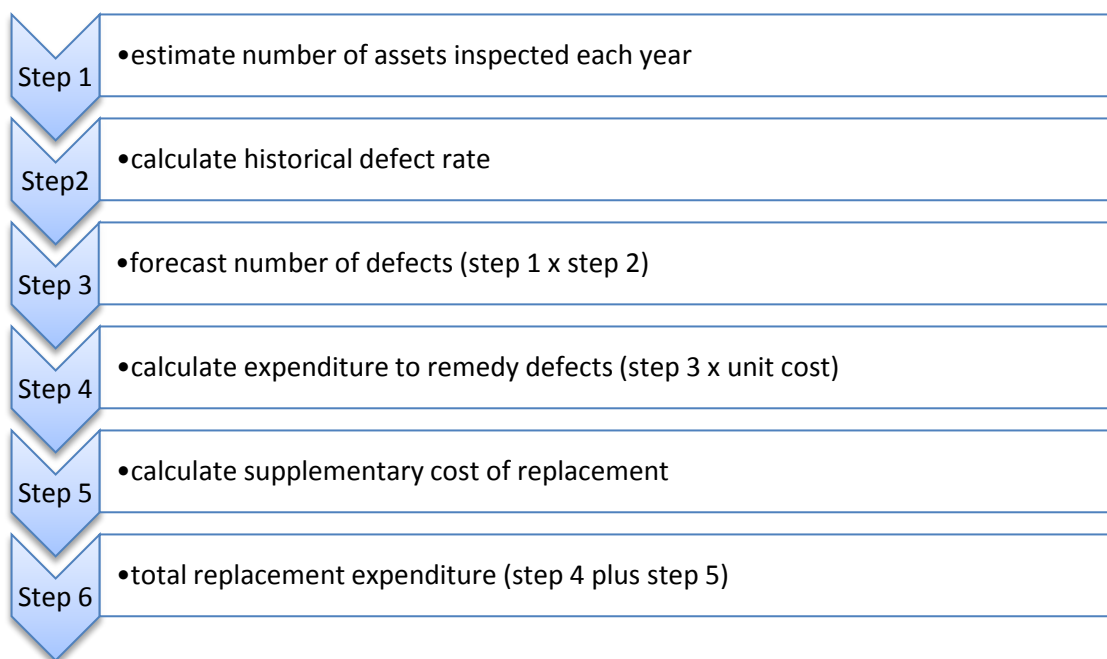 Step 1
•estimate number of assets inspected each year
Step2
•calculate historical defect rate
Step 3
•forecast number of defects (step 1 x step 2)
Step 4
•calculate expenditure to remedy defects (step 3 x unit cost)
Step 5
•calculate supplementary cost of replacement
Step 6
•total replacement expenditure (step 4 plus step 5)